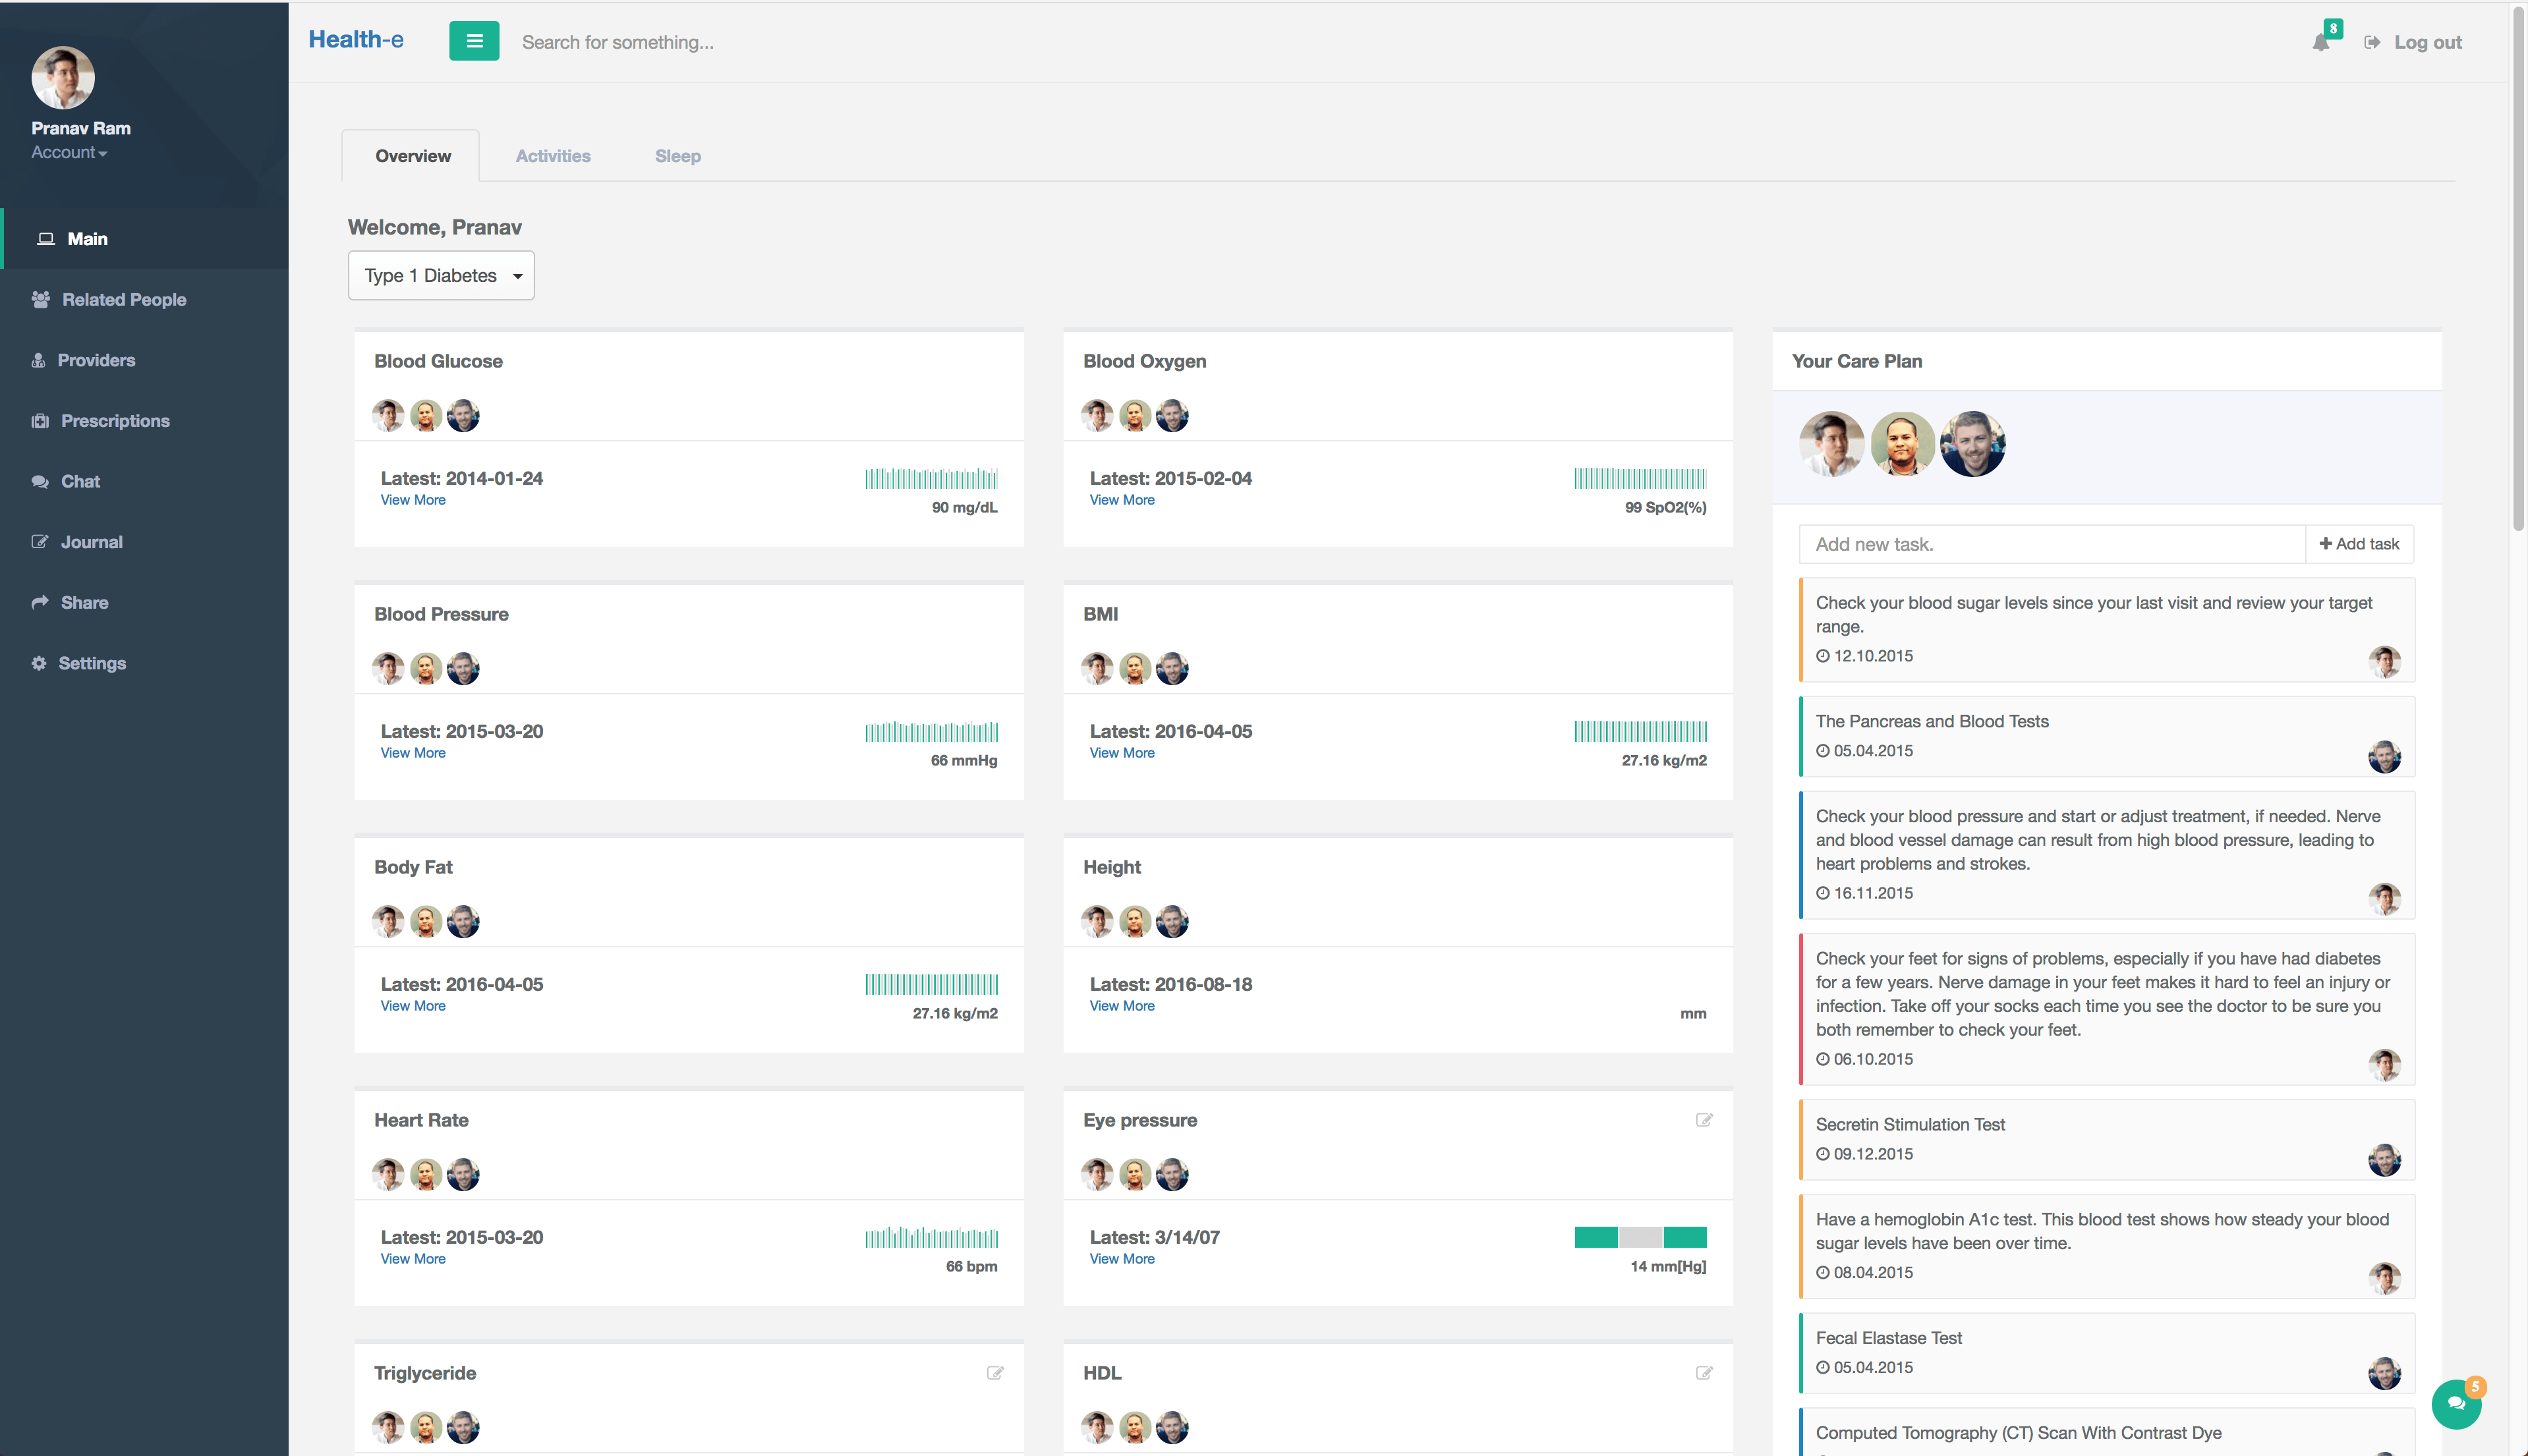 Health-e
Search for something...
8
Log out
Pranav Ram
Account
Main
Related People
Providers
Prescriptions
Chat
Journal
Share
Settings
Overview
Activities
Sleep
Welcome, Pranav
Type 1 Diabetes
Blood Glucose
Latest: 2014-01-24
View More
90 mg/dL
Blood Oxygen
Latest: 2015-02-04
View More
99 SpO2(%)
Blood Pressure
Latest: 2015-03-20
View More
66 mmHg
BMI
Latest: 2016-04-05
View More
27.16 kg/m2
Body Fat
Latest: 2016-04-05
View More
27.16 kg/m2
Height
Latest: 2016-08-18
View More
mm
Heart Rate
Latest: 2015-03-20
View More
66 bpm
Eye pressure
Latest: 3/14/07
View More
14 mm[Hg]
Triglyceride
HDL
Your Care Plan
Add new task.
Add task
Check your blood sugar levels since your last visit and review your target
range.
12.10.2015
The Pancreas and Blood Tests
05.04.2015
Check your blood pressure and start or adjust treatment, if needed. Nerve
and blood vessel damage can result from high blood pressure, leading to
heart problems and strokes.
16.11.2015
Check your feet for signs of problems, especially if you have had diabetes
for a few years. Nerve damage in your feet makes it hard to feel an injury or
infection. Take off your socks each time you see the doctor to be sure you
both remember to check your feet.
06.10.2015
Secretin Stimulation Test
09.12.2015
Have a hemoglobin A1c test. This blood test shows how steady your blood
sugar levels have been over time.
08.04.2015
Fecal Elastase Test
05.04.2015
Computed Tomography (CT) Scan With Contrast Dye
5